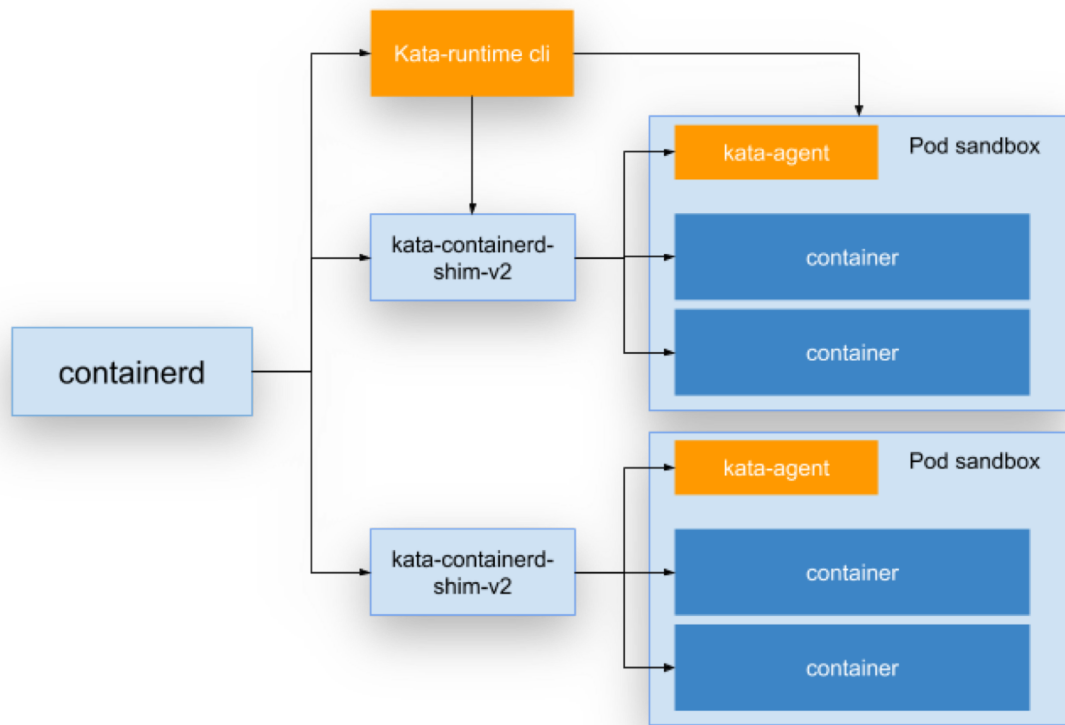 Kata-runtime cli
kata-agent
Pod sandbox
kata-containerd-
shim-v2
container
container
containerd
kata-agent
Pod sandbox
kata-containerd-
shim-v2
container
container